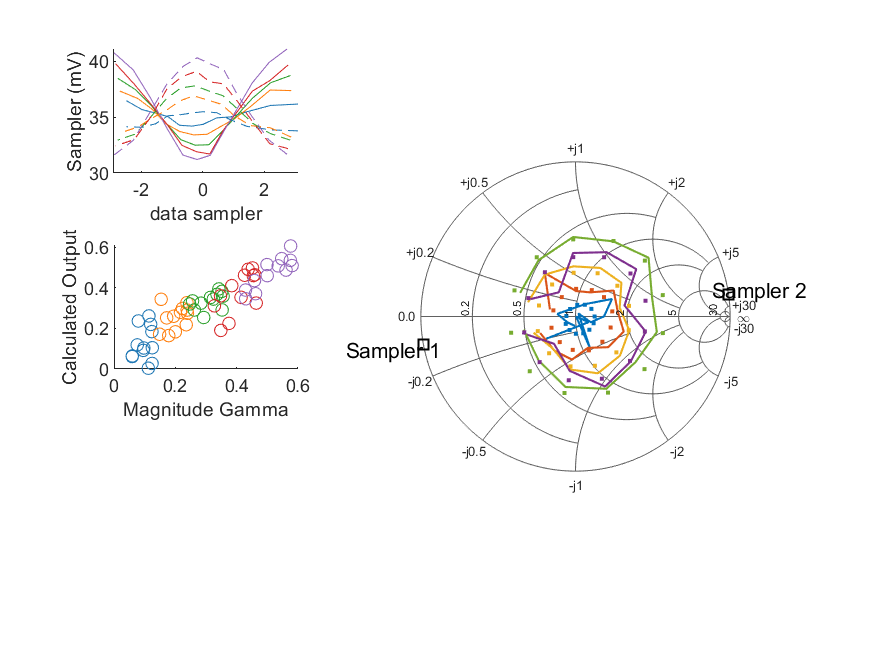 40
35
30
Sampler (mV)
-2 0 2
data sampler
0.6
0.4
0.2
0
Calculated Output
0 0.2 0.4 0.6
Magnitude Gamma
+j1
+j0.5
+j2
+j0.2
+j5
Sampler 2
+j30
0.0
0.2
0.5
1
2
5
30
∞
-j30
Sampler 1
-j0.2
-j5
-j0.5
-j2
-j1